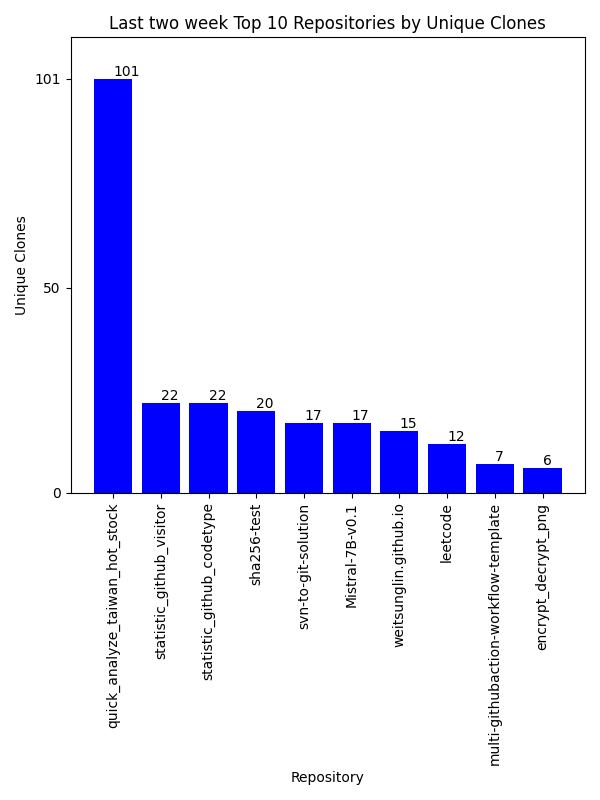 Last two week Top 10 Repositories by Unique Clones
Unique Clones
101
50
0
101
22
22
20
17
17
15
12
7
6
quick_analyze_taiwan_hot_stock
statistic_github_visitor
statistic_github_codetype
sha256-test
svn-to-git-solution
Mistral-7B-v0.1
weitsunglin.github.io
leetcode
multi-githubaction-workflow-template
encrypt_decrypt_png
Repository